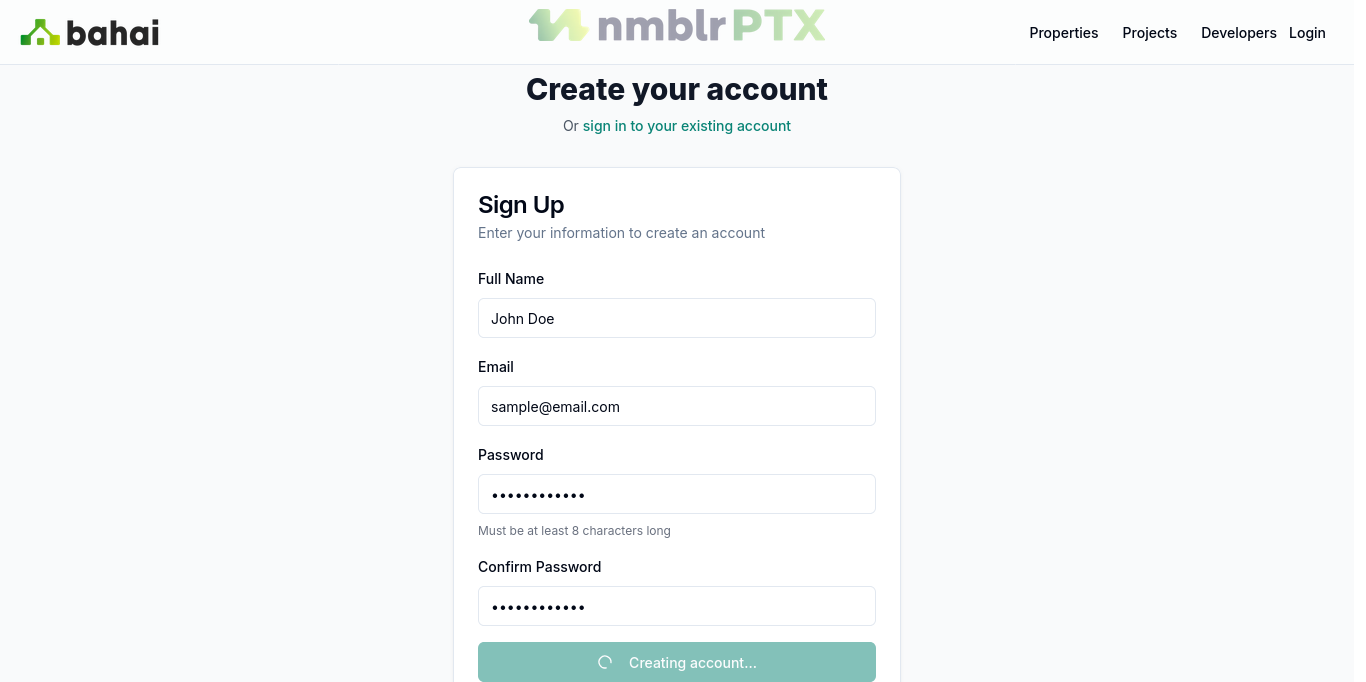 bahai
nmblr PTX
Properties Projects Developers Login
Create your account
Or sign in to your existing account
Sign Up
Enter your information to create an account
Full Name
John Doe
Email
sample@email.com
Password
••••••••••••
Must be at least 8 characters long
Confirm Password
••••••••••••
Creating account...